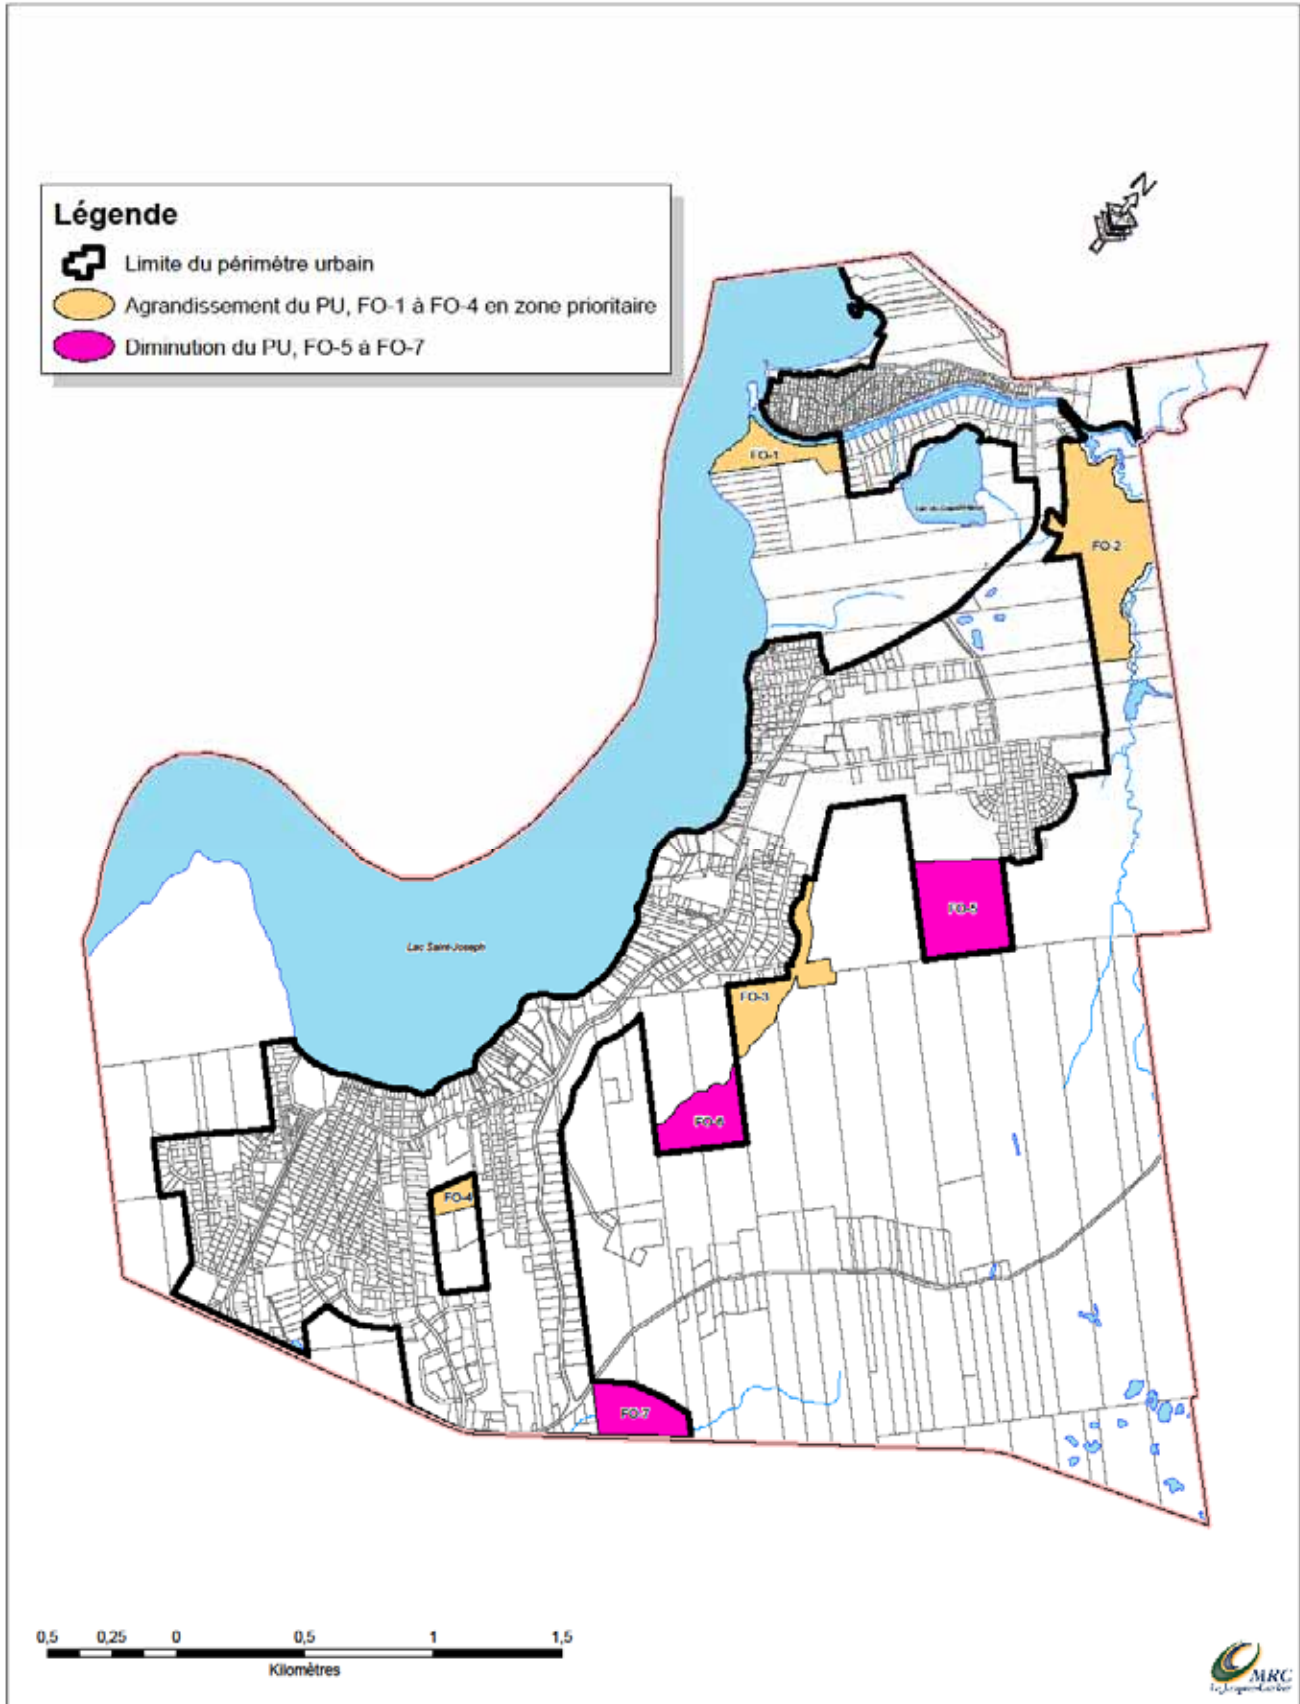 N
Légende
Limite du périmètre urbain
Agrandissement du PU, FO-1 à FO-4 en zone prioritaire
Diminution du PU, FO-5 à FO-7
FO-1
FO-2
FO-5
Lac Saint-Joseph
FO-3
FO-6
FO-4
FO-7
0,5 0,25 0 0,5 1 1,5
Kilomètres
MRC